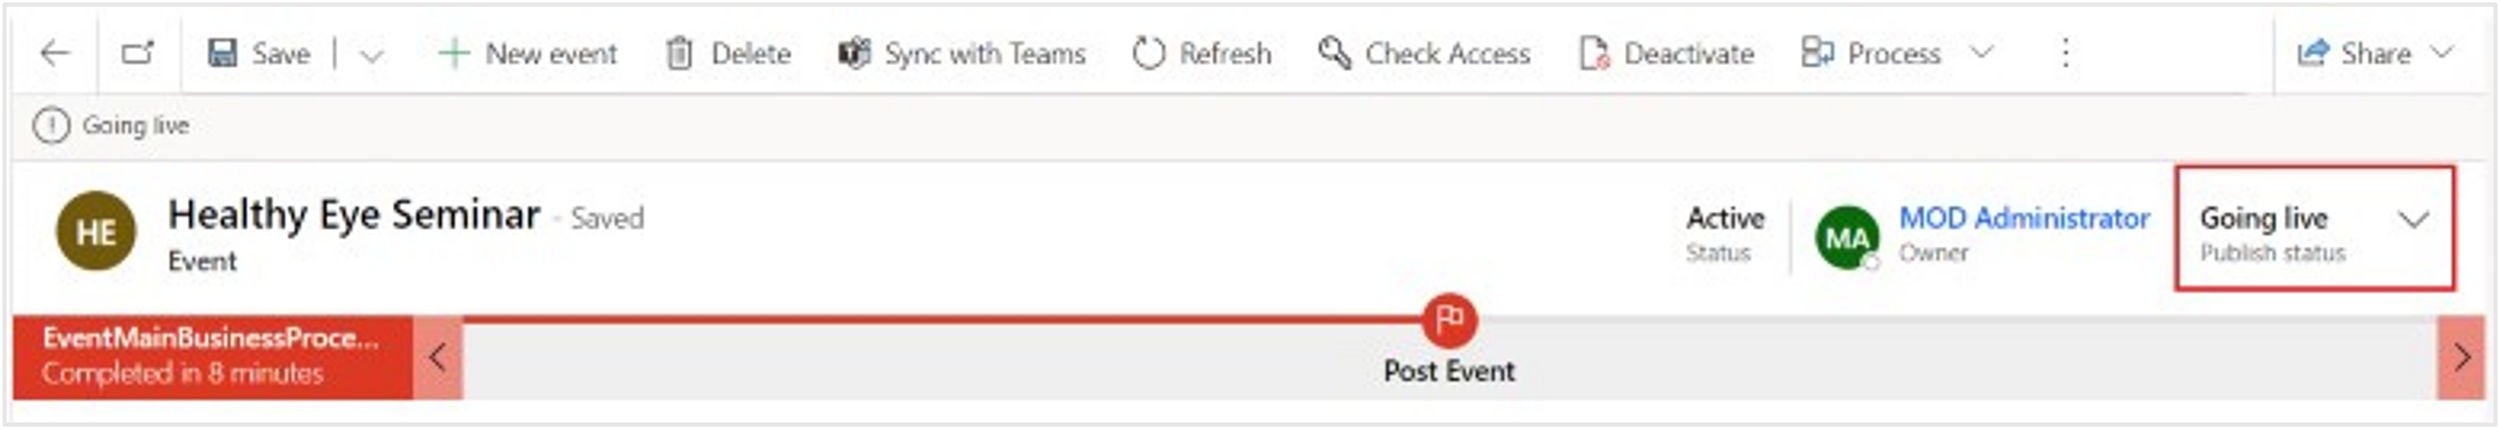 Save New event Delete Sync with Teams Refresh Check Access Deactivate Process Share
Going live
HE Healthy Eye Seminar - Saved Active MA MOD Administrator Going live
Event Status Owner Publish status
EventMainBusinessProce...
Completed in 8 minutes Post Event